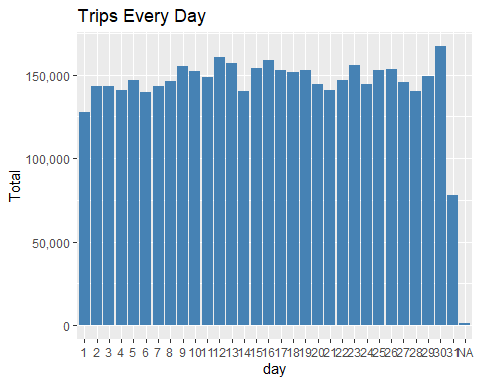 Trips Every Day
Total
150,000
100,000
50,000
0
1 2 3 4 5 6 7 8 9 10 11 12 13 14 15 16 17 18 19 20 21 22 23 24 25 26 27 28 29 30 31 NA
day